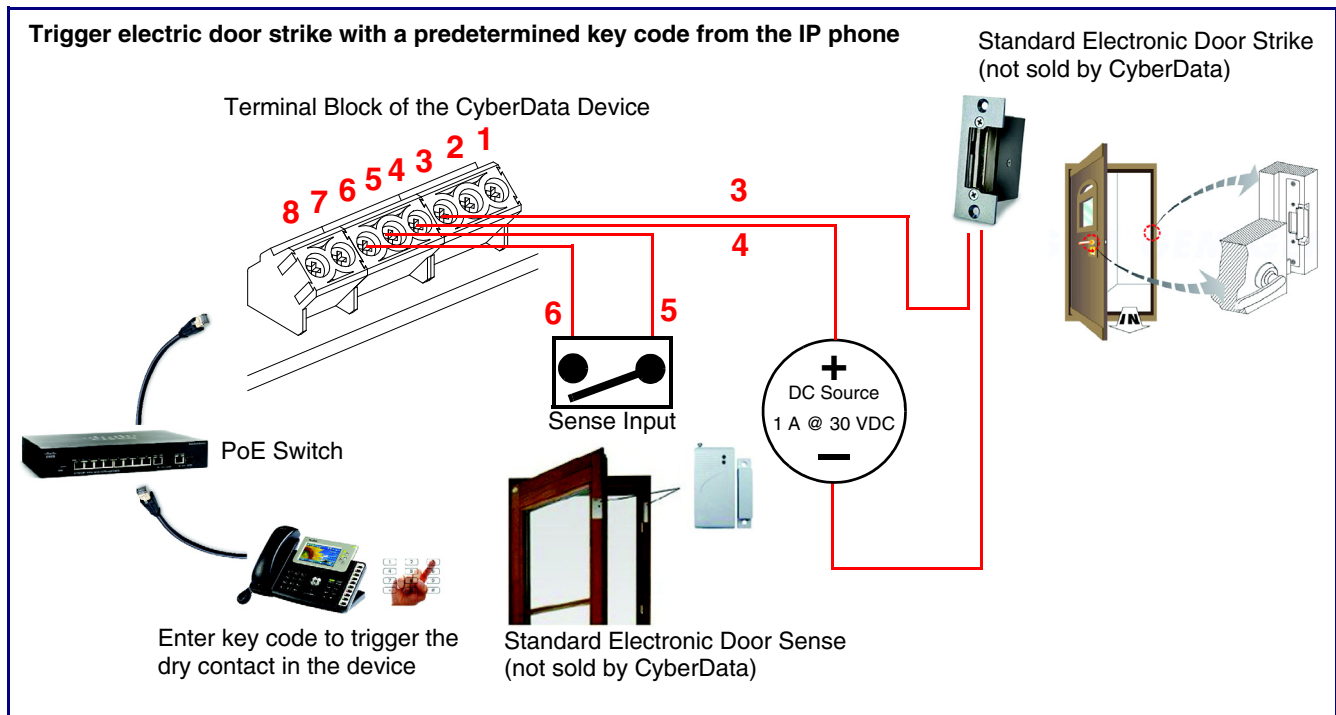 Trigger electric door strike with a predetermined key code from the IP phone
Standard Electronic Door Strike
(not sold by CyberData)
Terminal Block of the CyberData Device
8 7 6 5 4 3 2 1
3
4
6 5
Sense Input
+
DC Source
1 A @ 30 VDC
IN
PoE Switch
Enter key code to trigger the
dry contact in the device
Standard Electronic Door Sense
(not sold by CyberData)